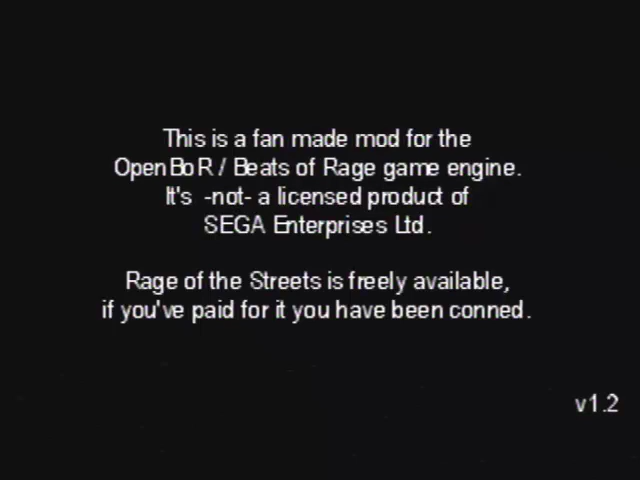 This is a fan made mod for the
OpenBoR / Beats of Rage game engine.
It's -not- a licensed product of
SEGA Enterprises Ltd.
Rage of the Streets is freely available,
if you've paid for it you have been conned.
v1.2